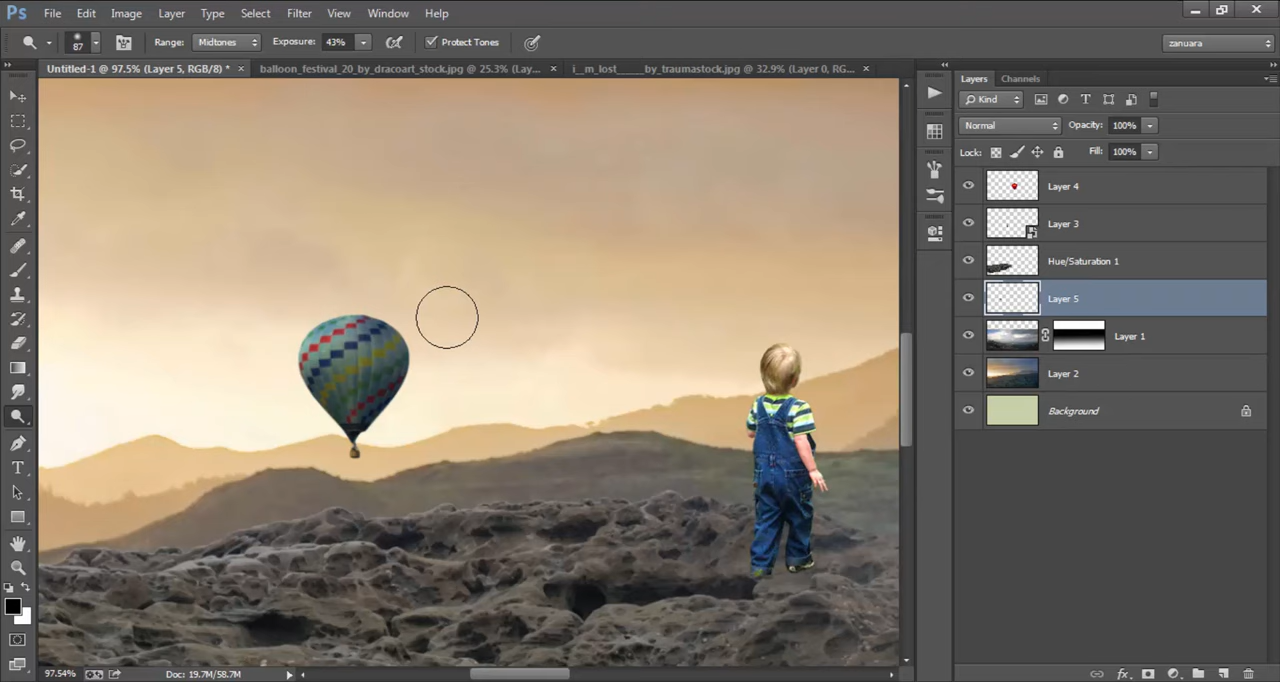 Ps File Edit Image Layer Type Select Filter View Window Help
87 Range: Midtones Exposure: 43% Protect Tones zanuara
Untitled-1 @ 97.5% (Layer 5, RGB/8) * × balloon_festival_20_by_dracoart_stock.jpg @ 25.3% (Lay... × i__m_lost______by_traumastock.jpg @ 32.9% (Layer 0, RG... ×
Layers Channels
Kind
Normal Opacity: 100%
Lock: Fill: 100%
Layer 4
Layer 3
Hue/Saturation 1
Layer 5
Layer 1
Layer 2
Background
97.54% Doc: 19.7M/58.7M